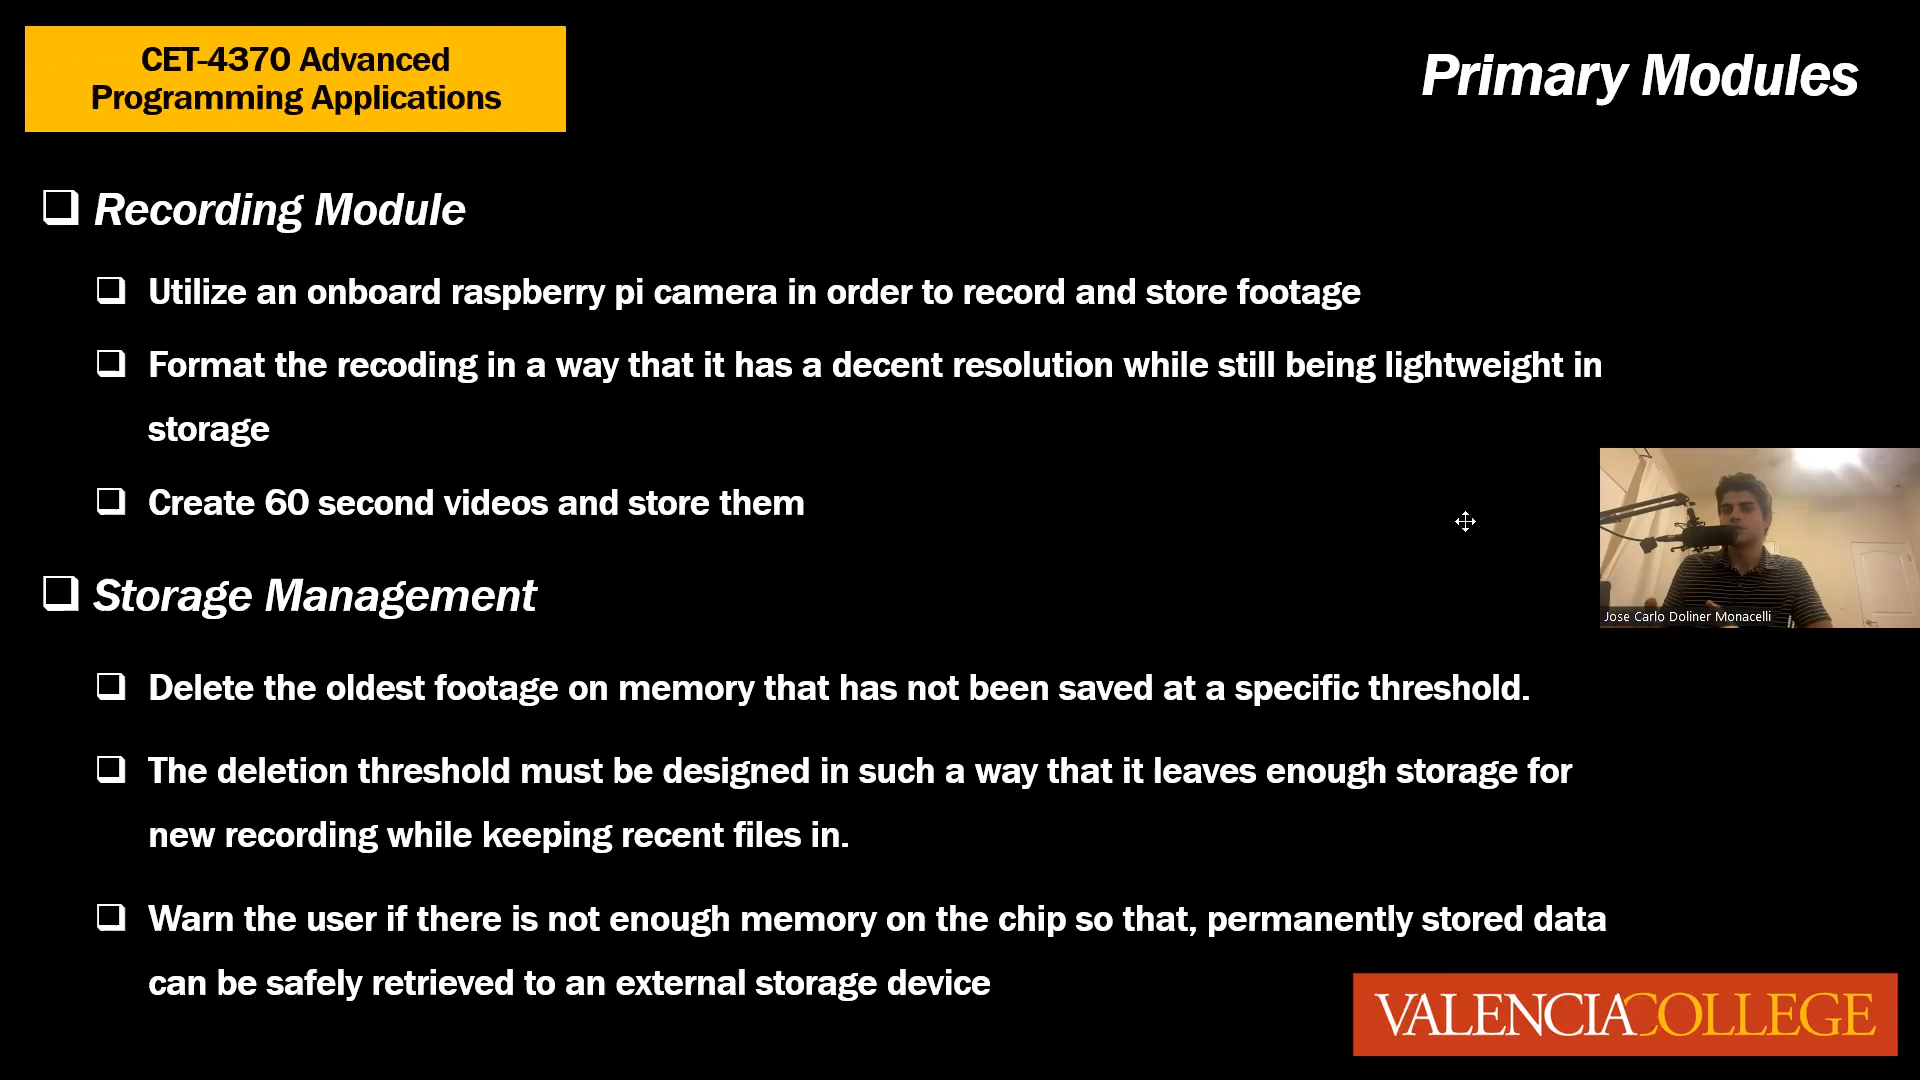 CET-4370 Advanced
Programming Applications
Primary Modules
Recording Module
Utilize an onboard raspberry pi camera in order to record and store footage
Format the recoding in a way that it has a decent resolution while still being lightweight in
storage
Create 60 second videos and store them
Storage Management
Delete the oldest footage on memory that has not been saved at a specific threshold.
The deletion threshold must be designed in such a way that it leaves enough storage for
new recording while keeping recent files in.
Warn the user if there is not enough memory on the chip so that, permanently stored data
can be safely retrieved to an external storage device
Jose Carlo Doliner Monacelli
VALENCIACOLLEGE